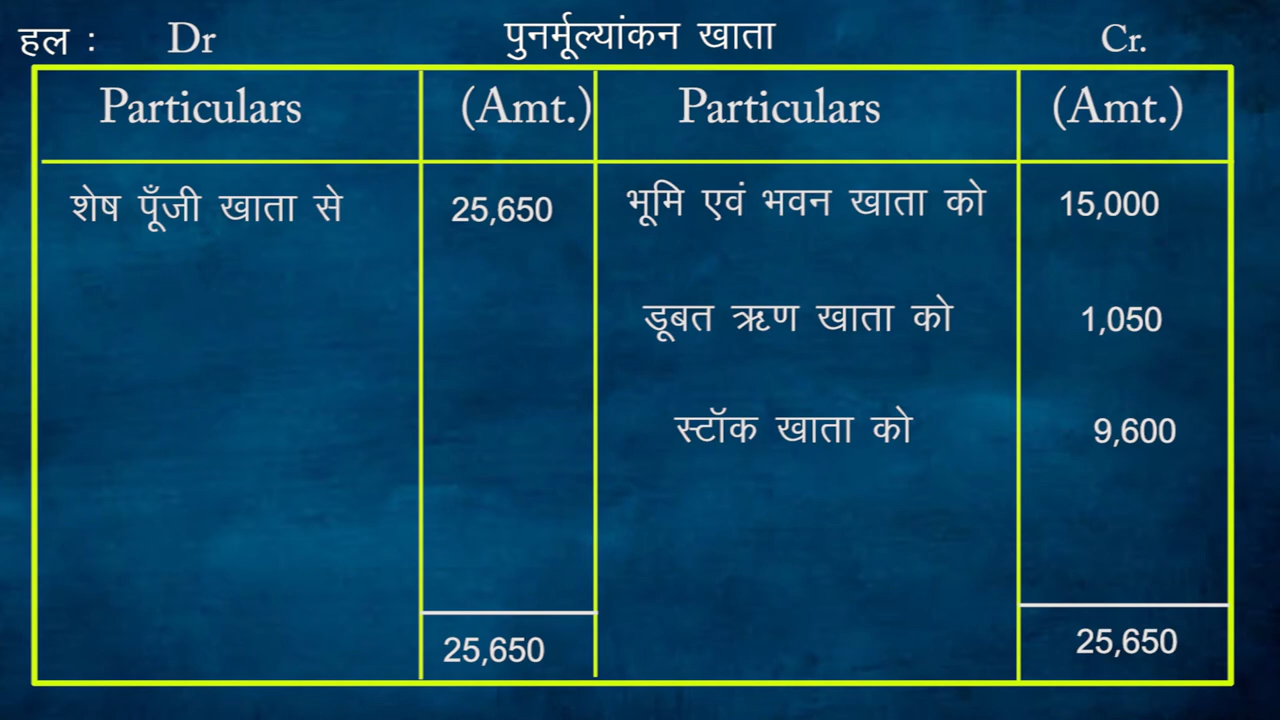 हल : Dr पुनर्मूल्यांकन खाता Cr.
Particulars (Amt.) Particulars (Amt.)
शेष पूँजी खाता से 25,650 भूमि एवं भवन खाता को 15,000
डूबत ऋण खाता को 1,050
स्टॉक खाता को 9,600
25,650 25,650